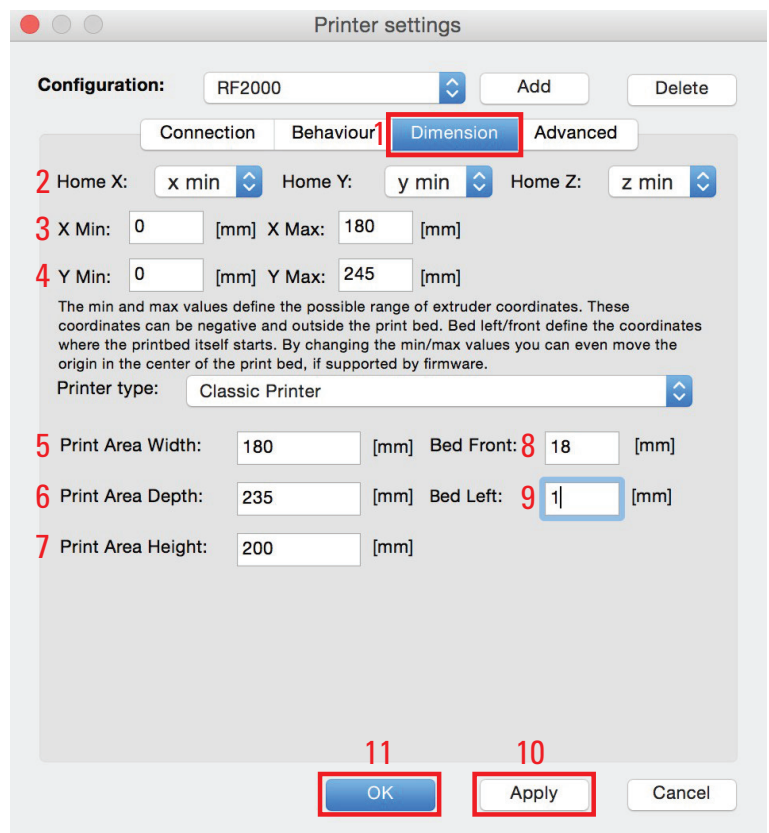 Printer settings
Configuration: RF2000 Add Delete
Connection Behaviour 1 Dimension Advanced
2 Home X: x min Home Y: y min Home Z: z min
3 X Min: 0 [mm] X Max: 180 [mm]
4 Y Min: 0 [mm] Y Max: 245 [mm]
The min and max values define the possible range of extruder coordinates. These
coordinates can be negative and outside the print bed. Bed left/front define the coordinates
where the printbed itself starts. By changing the min/max values you can even move the
origin in the center of the print bed, if supported by firmware.
Printer type: Classic Printer
5 Print Area Width: 180 [mm] Bed Front: 8 18 [mm]
6 Print Area Depth: 235 [mm] Bed Left: 9 1 [mm]
7 Print Area Height: 200 [mm]
11 10
OK Apply Cancel